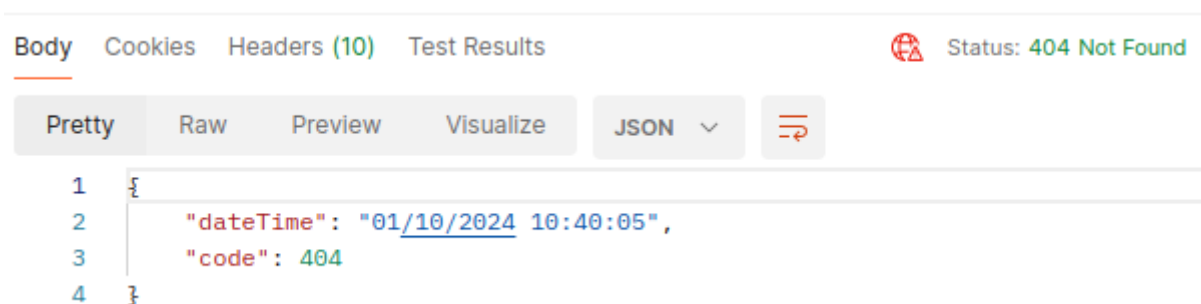 Body Cookies Headers (10) Test Results Status: 404 Not Found
Pretty Raw Preview Visualize JSON
1 {
2 "dateTime": "01/10/2024 10:40:05",
3 "code": 404
4 }